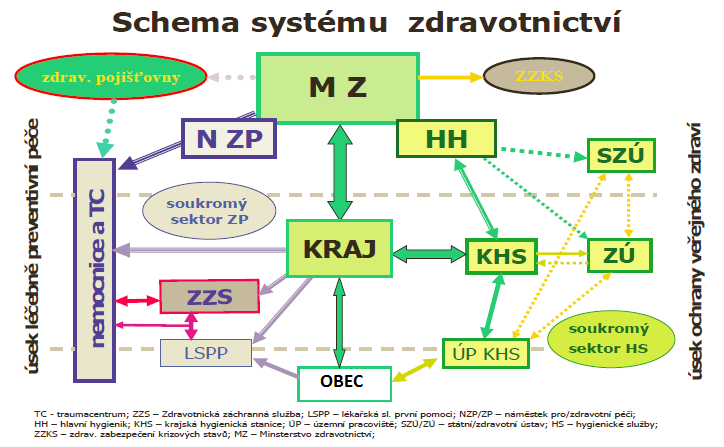 Schema systému zdravotnictví
zdrav. pojišťovny
M Z
ZZKS
N ZP
HH
SZÚ
soukromý
sektor ZP
úsek léčebně preventivní péče
nemocnice a TC
KRAJ
KHS
ZÚ
úsek ochrany veřejného zdraví
ZZS
soukromý
sektor HS
LSPP
OBEC
ÚP KHS
TC - traumacentrum; ZZS – Zdravotnická záchranná služba; LSPP – lékařská sl. první pomoci; NZP/ZP – náměstek pro/zdravotní péči;
HH – hlavní hygienik; KHS – krajská hygienická stanice; ÚP – územní pracoviště; SZÚ/ZÚ – státní/zdravotní ústav; HS – hygienické služby;
ZZKS – zdrav. zabezpečení krizových stavů; MZ – Minsterstvo zdravotnictví;